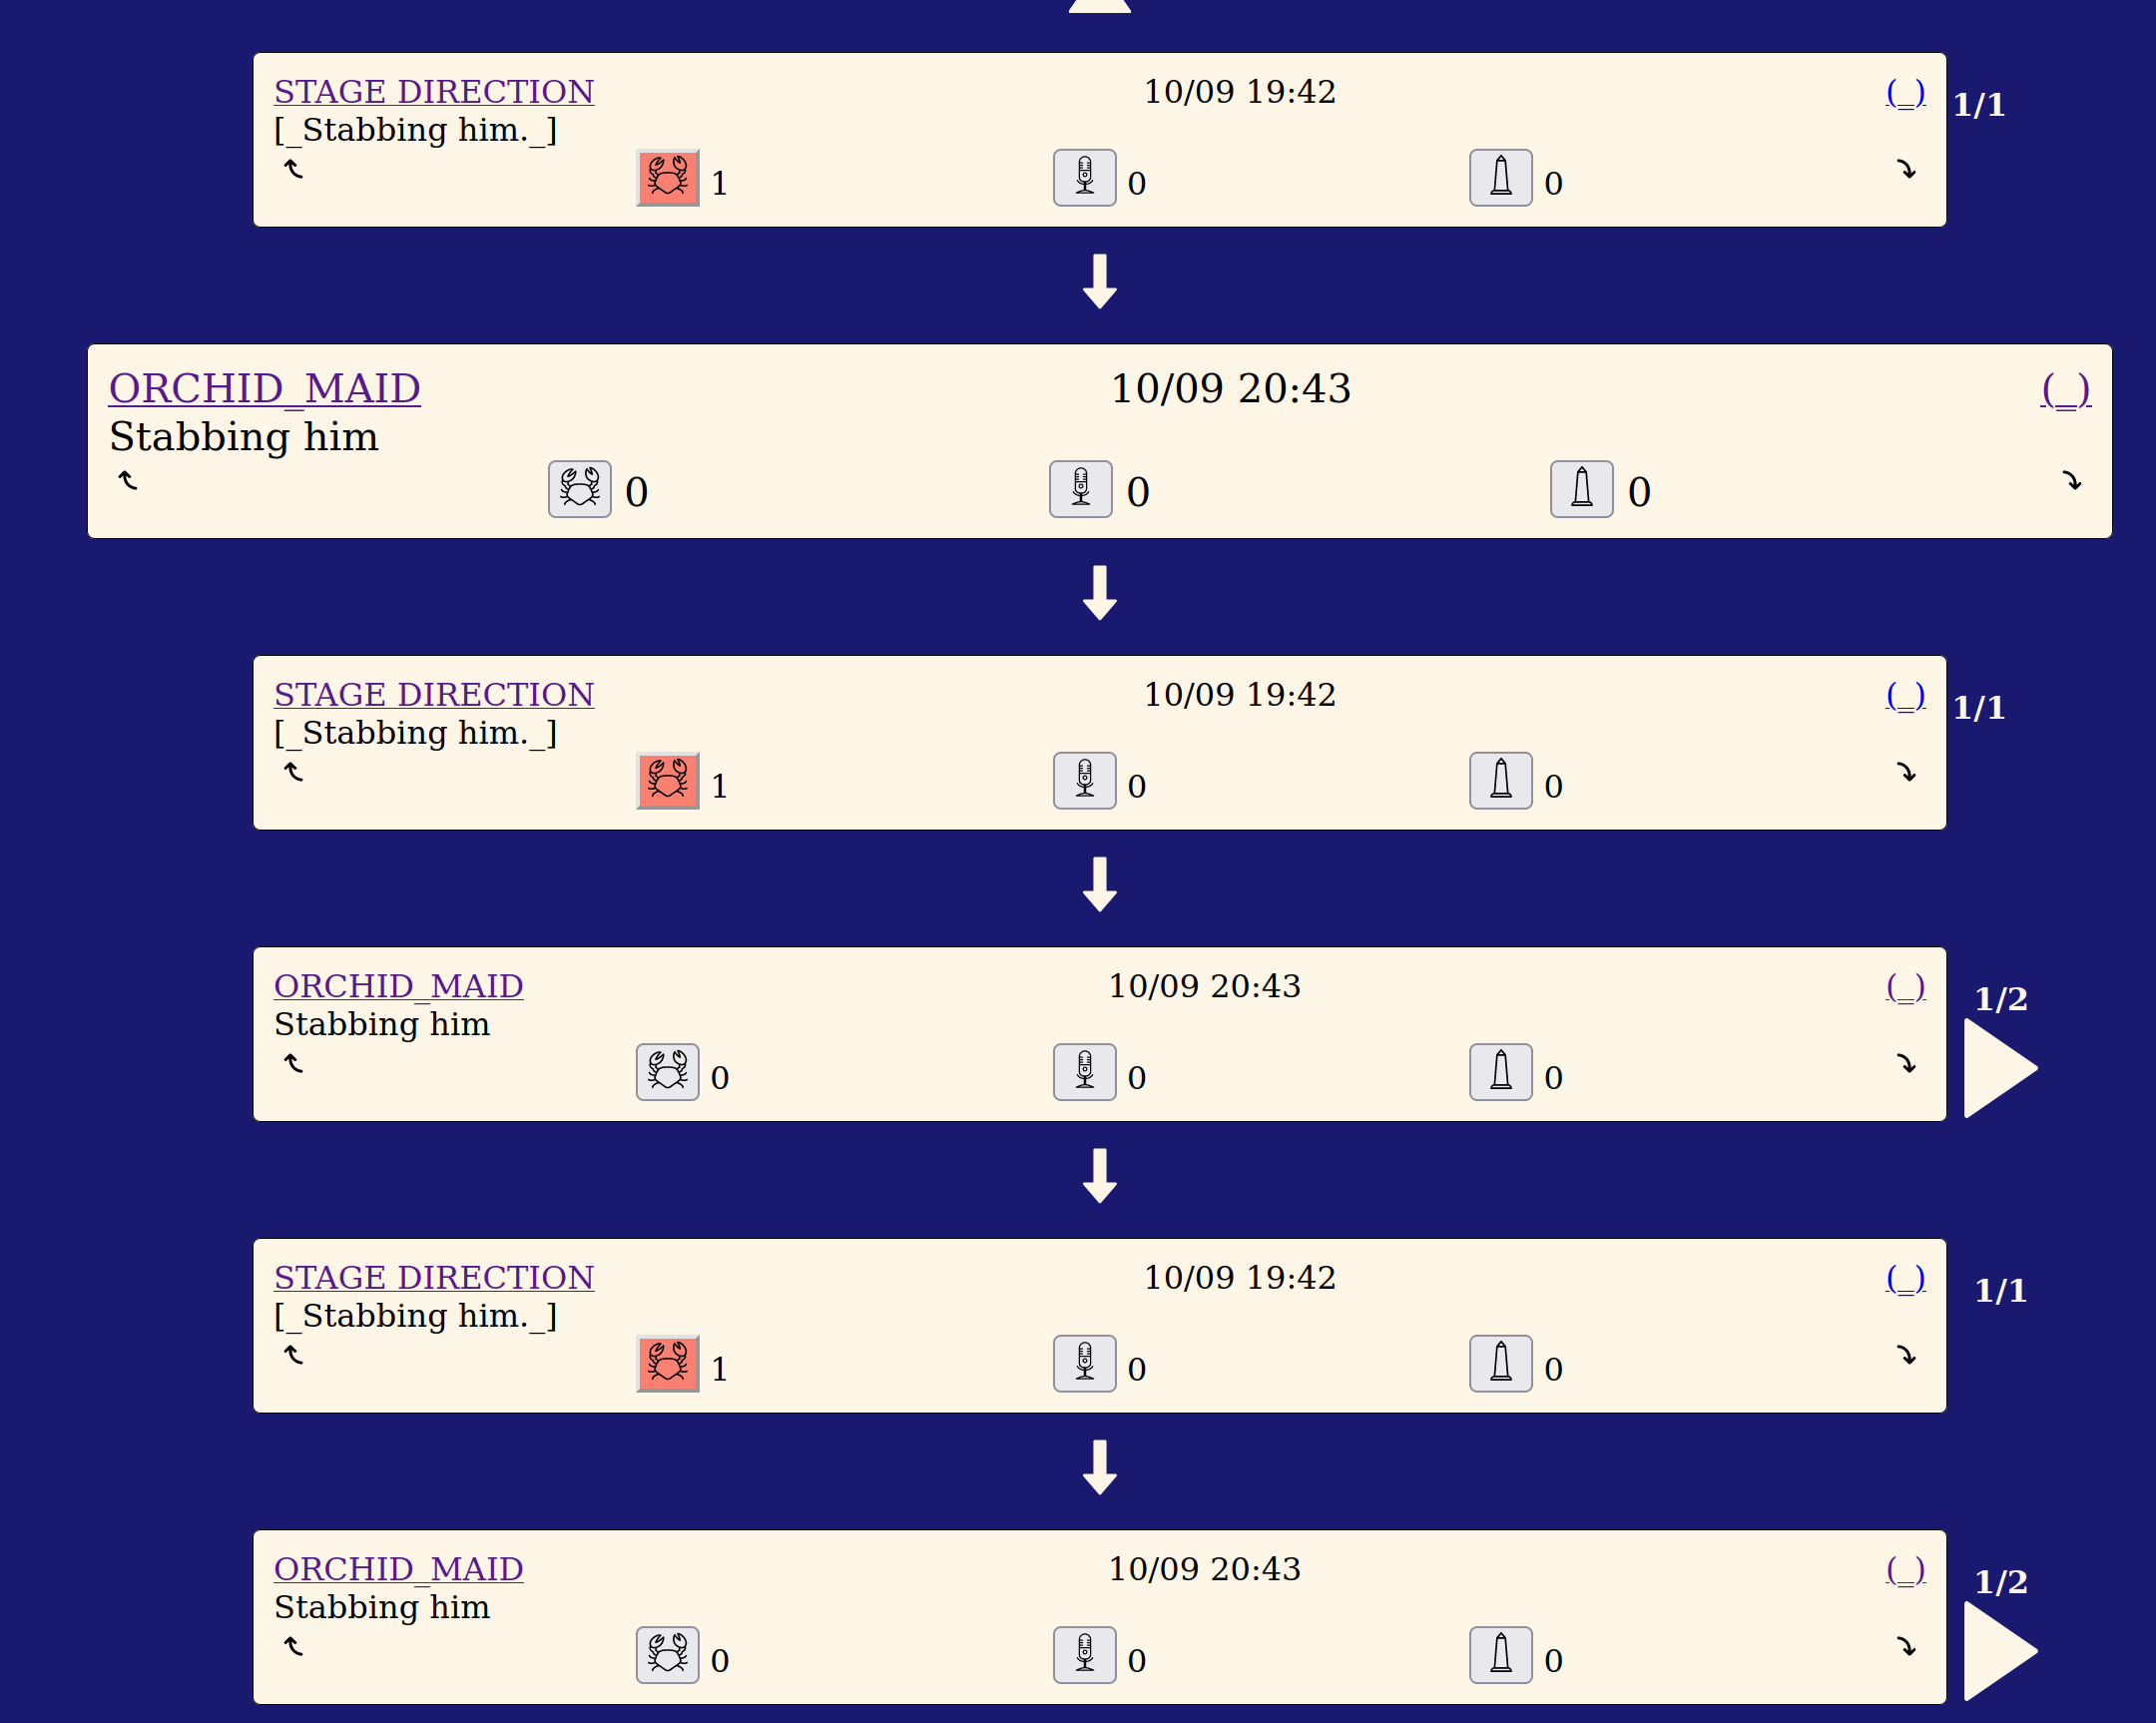 STAGE DIRECTION 10/09 19:42 (_) 1/1
[_Stabbing him._]
1 0 0
ORCHID_MAID 10/09 20:43 (_)
Stabbing him
0 0 0
STAGE DIRECTION 10/09 19:42 (_) 1/1
[_Stabbing him._]
1 0 0
ORCHID_MAID 10/09 20:43 (_) 1/2
Stabbing him
0 0 0
STAGE DIRECTION 10/09 19:42 (_) 1/1
[_Stabbing him._]
1 0 0
ORCHID_MAID 10/09 20:43 (_) 1/2
Stabbing him
0 0 0